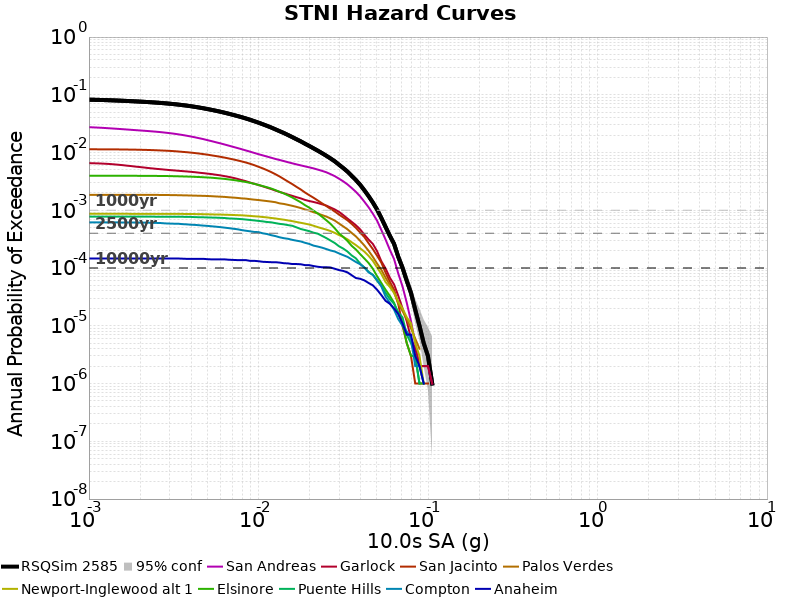 STNI Hazard Curves
Annual Probability of Exceedance
10^0
10^-1
10^-2
10^-3
10^-4
10^-5
10^-6
10^-7
10^-8
1000yr
2500yr
10000yr
10^-3 10^-2 10^-1 10^0 10^1
10.0s SA (g)
RSQSim 2585 95% conf San Andreas Garlock San Jacinto Palos Verdes
Newport-Inglewood alt 1 Elsinore Puente Hills Compton Anaheim